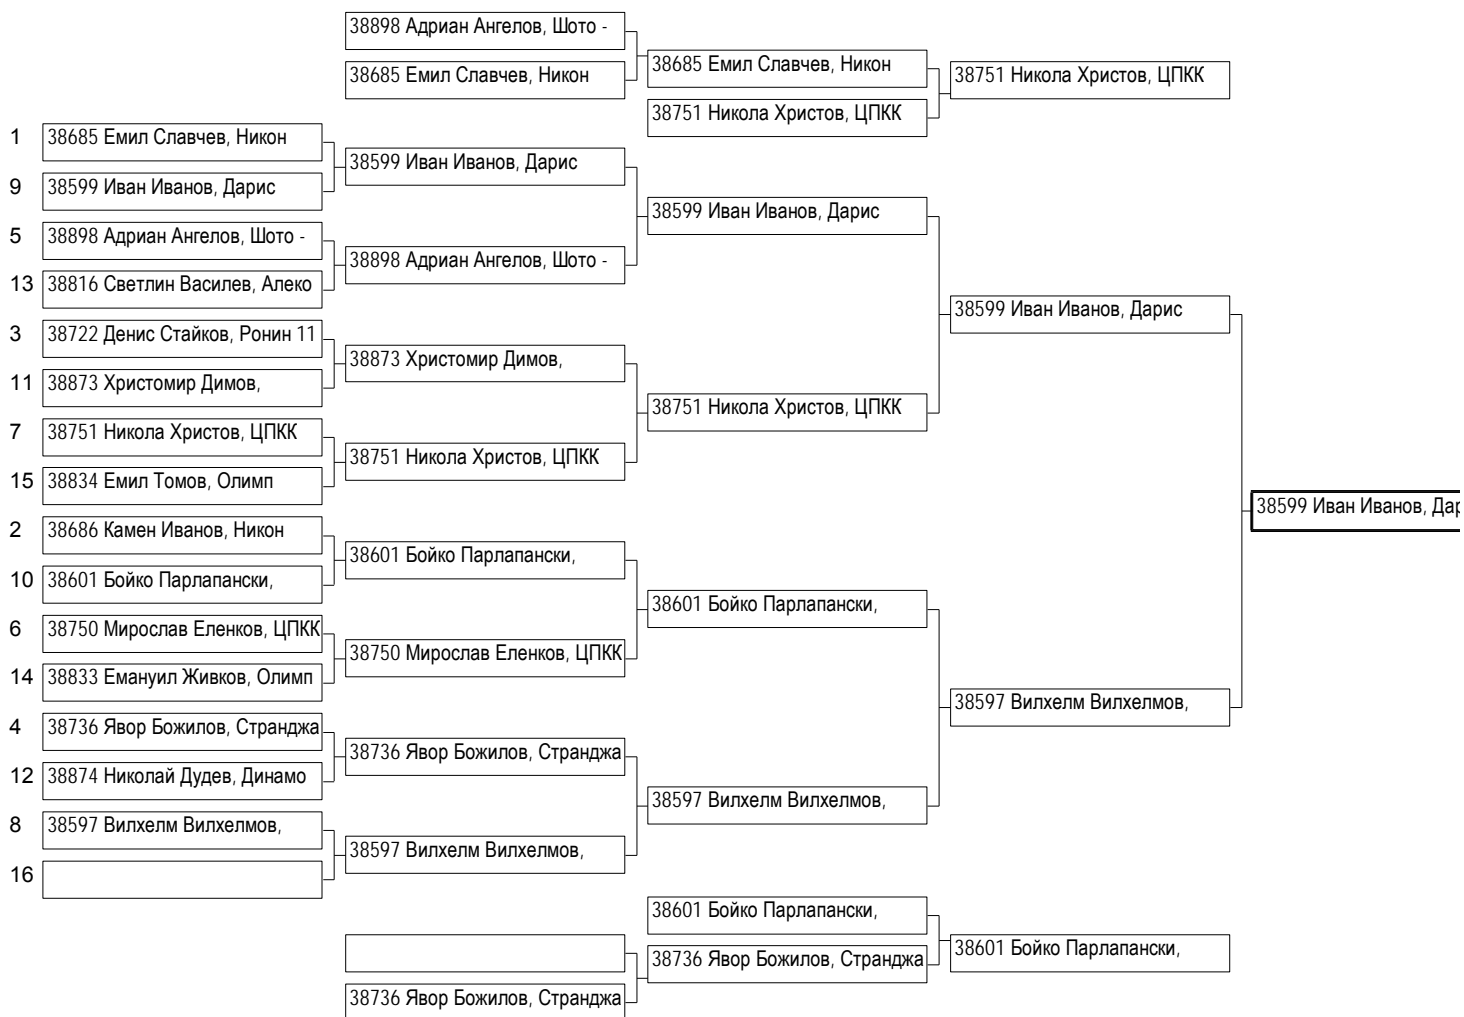 38898 Адриан Ангелов, Шото -
38685 Емил Славчев, Никон
38685 Емил Славчев, Никон
38751 Никола Христов, ЦПКК
38751 Никола Христов, ЦПКК
1 38685 Емил Славчев, Никон
9 38599 Иван Иванов, Дарис
5 38898 Адриан Ангелов, Шото -
13 38816 Светлин Василев, Алеко
3 38722 Денис Стайков, Ронин 11
11 38873 Христомир Димов,
7 38751 Никола Христов, ЦПКК
15 38834 Емил Томов, Олимп
2 38686 Камен Иванов, Никон
10 38601 Бойко Парлапански,
6 38750 Мирослав Еленков, ЦПКК
14 38833 Емануил Живков, Олимп
4 38736 Явор Божилов, Странджа
12 38874 Николай Дудев, Динамо
8 38597 Вилхелм Вилхелмов,
16
38599 Иван Иванов, Дарис
38898 Адриан Ангелов, Шото -
38873 Христомир Димов,
38751 Никола Христов, ЦПКК
38601 Бойко Парлапански,
38750 Мирослав Еленков, ЦПКК
38736 Явор Божилов, Странджа
38597 Вилхелм Вилхелмов,
38599 Иван Иванов, Дарис
38751 Никола Христов, ЦПКК
38601 Бойко Парлапански,
38597 Вилхелм Вилхелмов,
38599 Иван Иванов, Дарис
38597 Вилхелм Вилхелмов,
38599 Иван Иванов, Дар
38736 Явор Божилов, Странджа
38601 Бойко Парлапански,
38736 Явор Божилов, Странджа
38601 Бойко Парлапански,